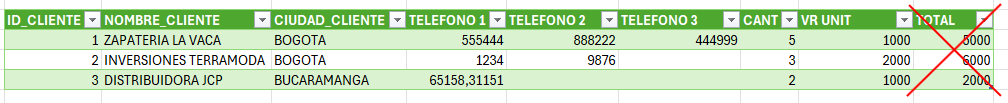 ID_CLIENTE NOMBRE_CLIENTE CIUDAD_CLIENTE TELEFONO 1 TELEFONO 2 TELEFONO 3 CANT VR UNIT TOTAL
1 ZAPATERIA LA VACA BOGOTA 555444 888222 444999 5 1000 5000
2 INVERSIONES TERRAMODA BOGOTA 1234 9876 3 2000 6000
3 DISTRIBUIDORA JCP BUCARAMANGA 65158,31151 2 1000 2000